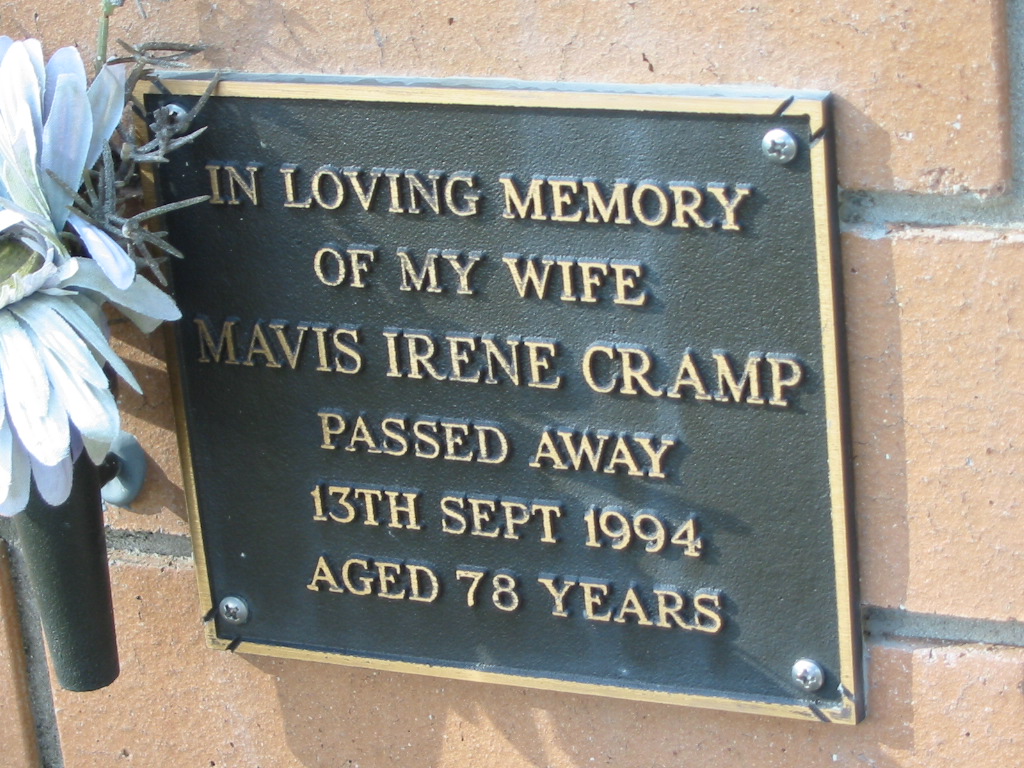 IN LOVING MEMORY
OF MY WIFE
MAVIS IRENE CRAMP
PASSED AWAY
13TH SEPT 1994
AGED 78 YEARS